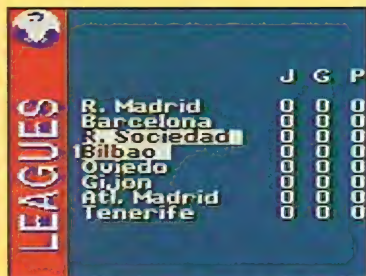 LEAGUES
J G P
R. Madrid 0 0 0
Barcelona 0 0 0
R. Sociedad 0 0 0
1Bilbao 0 0 0
Oviedo 0 0 0
Gijon 0 0 0
Atl. Madrid 0 0 0
Tenerife 0 0 0